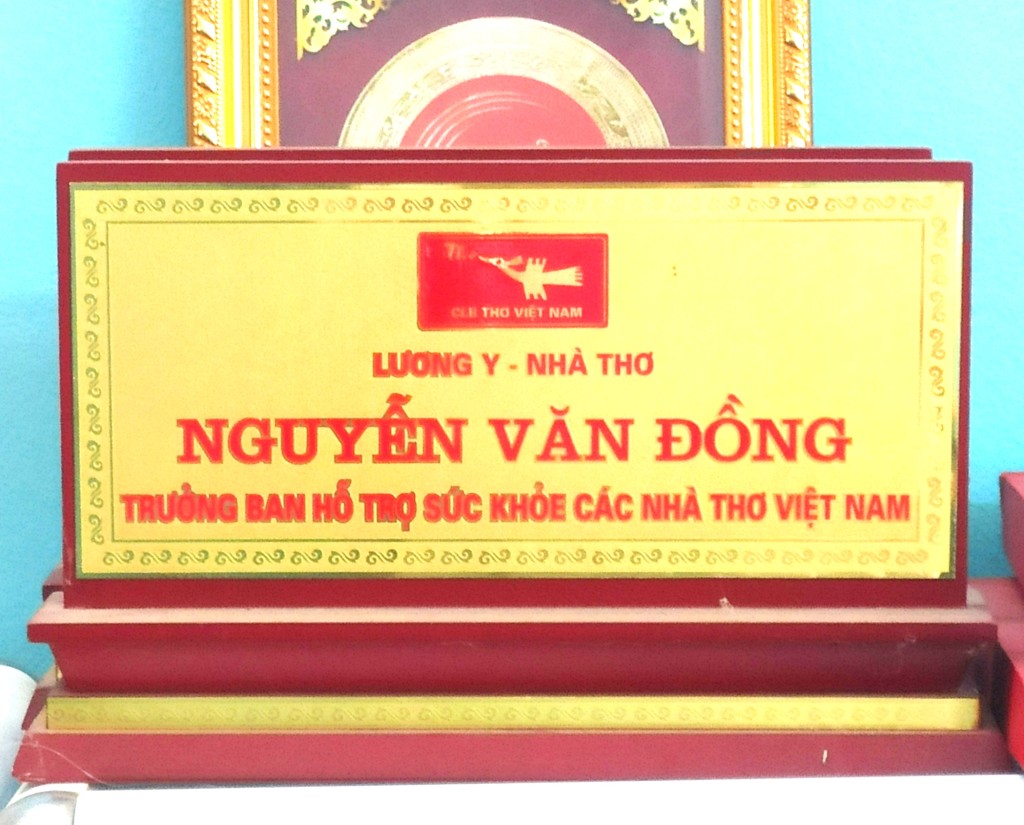 CLB THƠ VIỆT NAM
LƯƠNG Y - NHÀ THƠ
NGUYỄN VĂN ĐỒNG
TRƯỞNG BAN HỖ TRỢ SỨC KHỎE CÁC NHÀ THƠ VIỆT NAM